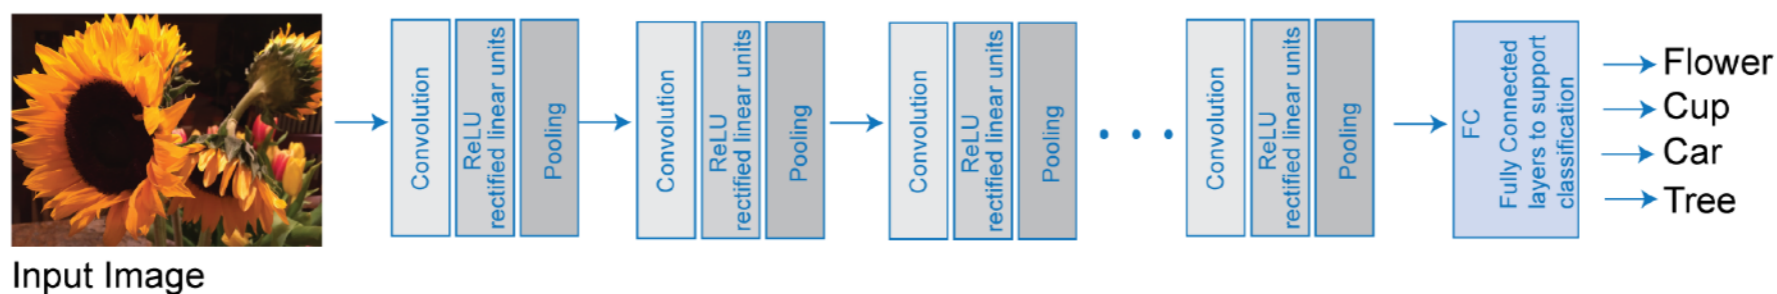 Input Image
Convolution
ReLU
rectified linear units
Pooling
Convolution
ReLU
rectified linear units
Pooling
Convolution
ReLU
rectified linear units
Pooling
Convolution
ReLU
rectified linear units
Pooling
FC
Fully Connected
layers to support
classification
Flower
Cup
Car
Tree